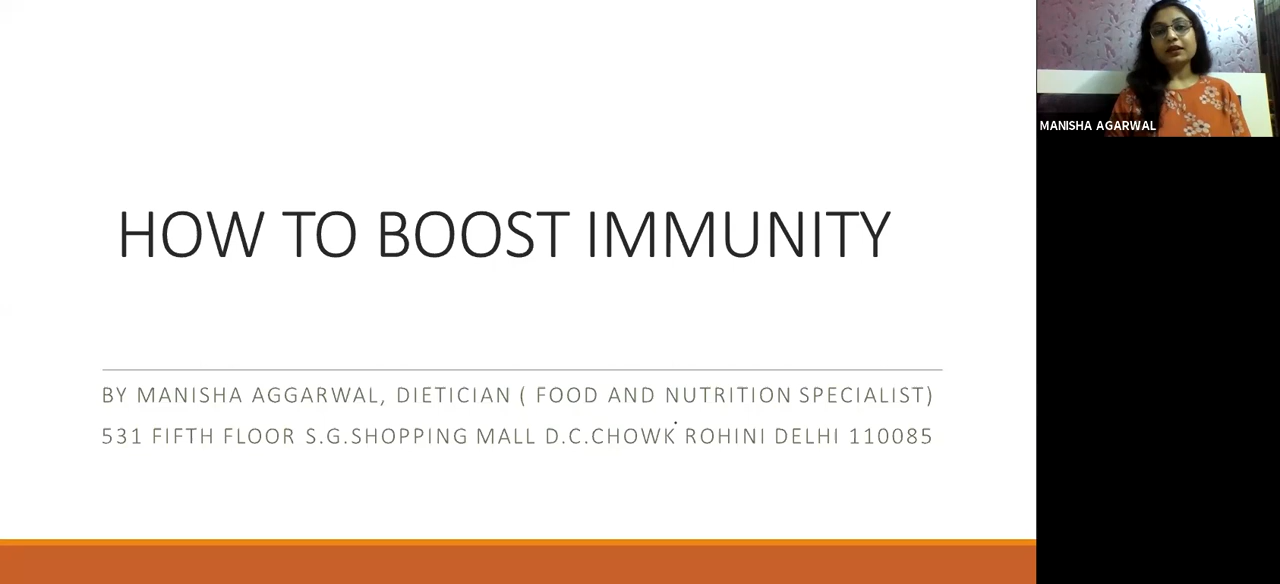 HOW TO BOOST IMMUNITY
BY MANISHA AGGARWAL, DIETICIAN ( FOOD AND NUTRITION SPECIALIST)
531 FIFTH FLOOR S.G.SHOPPING MALL D.C.CHOWK ROHINI DELHI 110085
MANISHA AGARWAL